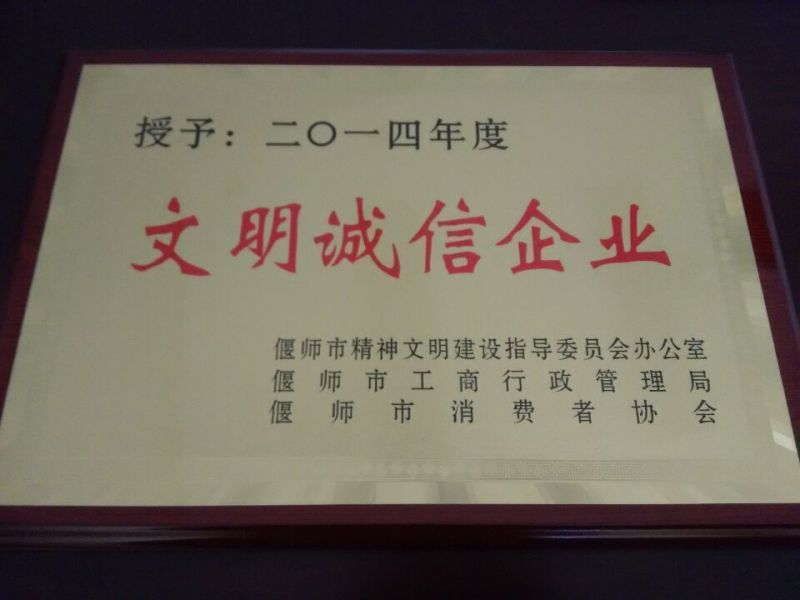 授予：二〇一四年度
文明诚信企业
偃师市精神文明建设指导委员会办公室
偃师市工商行政管理局
偃师市消费者协会